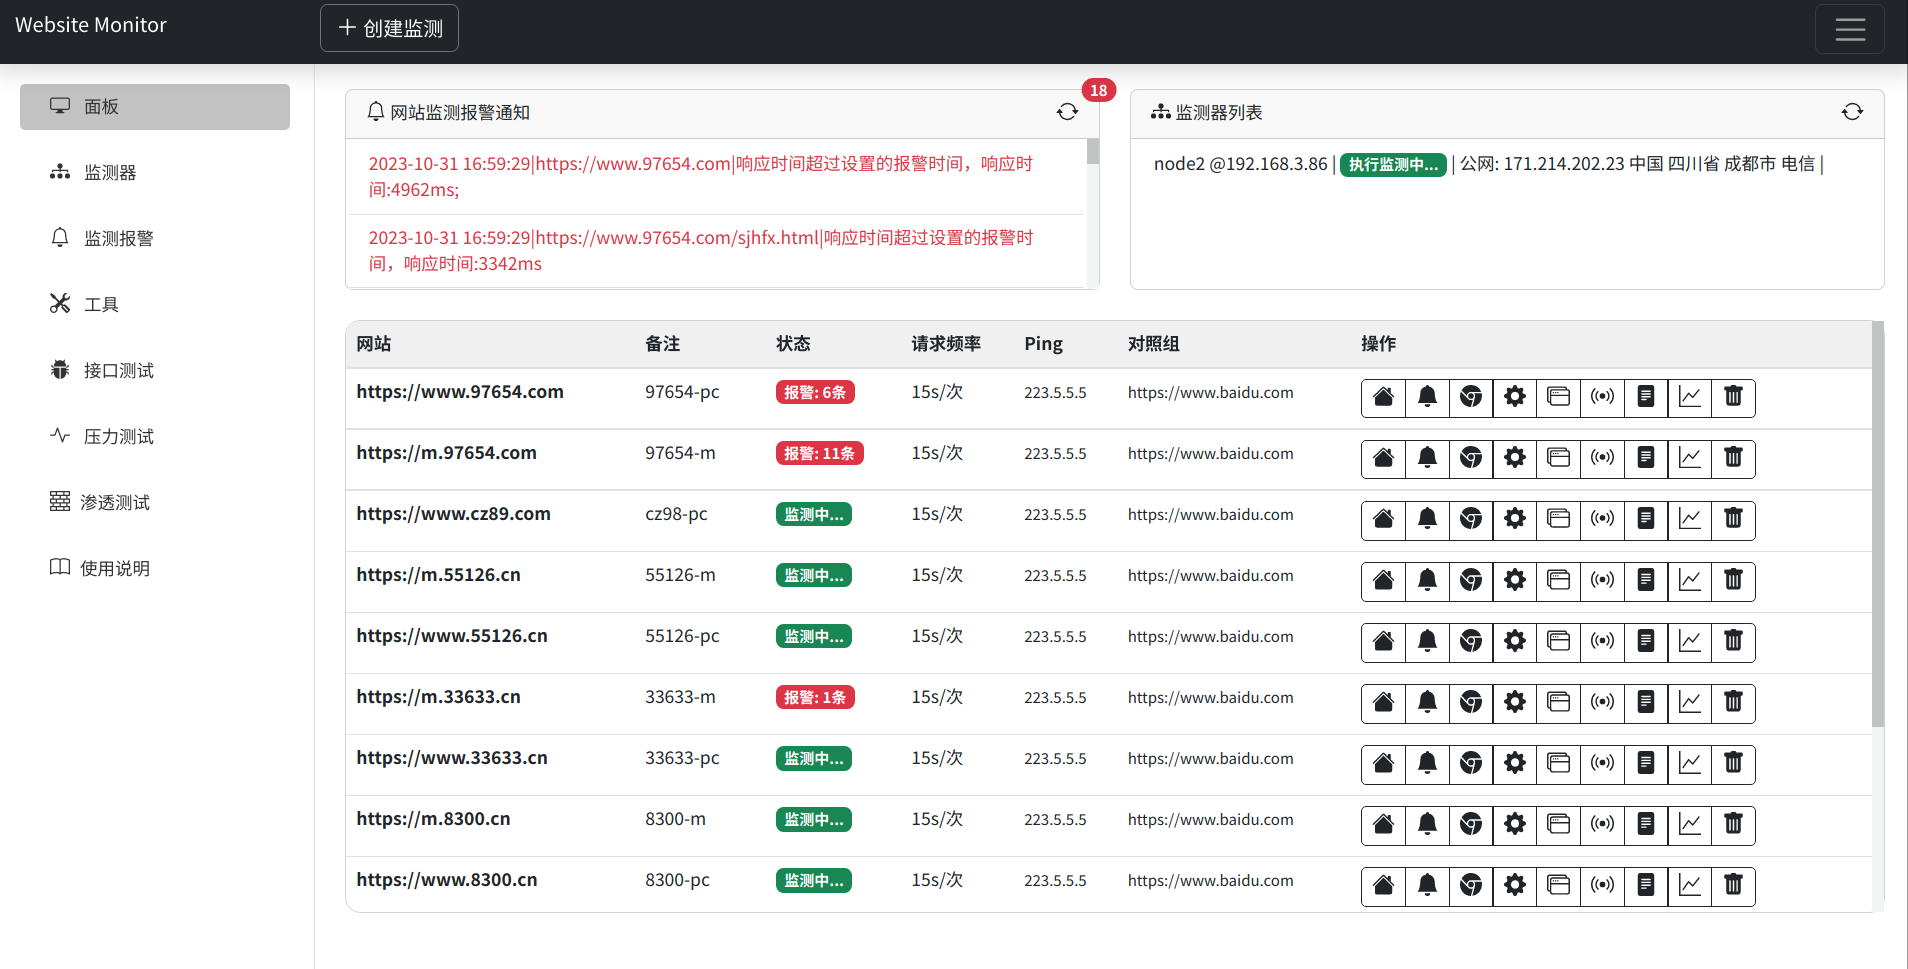 Website Monitor
创建监测
面板
监测器
监测报警
工具
接口测试
压力测试
渗透测试
使用说明
网站监测报警通知
18
2023-10-31 16:59:29|https://www.97654.com|响应时间超过设置的报警时间，响应时
间:4962ms;
2023-10-31 16:59:29|https://www.97654.com/sjhfx.html|响应时间超过设置的报警时
间，响应时间:3342ms
监测器列表
node2 @192.168.3.86 | 执行监测中... | 公网: 171.214.202.23 中国 四川省 成都市 电信 |
网站 备注 状态 请求频率 Ping 对照组 操作
https://www.97654.com 97654-pc 报警: 6条 15s/次 223.5.5.5 https://www.baidu.com
https://m.97654.com 97654-m 报警: 11条 15s/次 223.5.5.5 https://www.baidu.com
https://www.cz89.com cz98-pc 监测中... 15s/次 223.5.5.5 https://www.baidu.com
https://m.55126.cn 55126-m 监测中... 15s/次 223.5.5.5 https://www.baidu.com
https://www.55126.cn 55126-pc 监测中... 15s/次 223.5.5.5 https://www.baidu.com
https://m.33633.cn 33633-m 报警: 1条 15s/次 223.5.5.5 https://www.baidu.com
https://www.33633.cn 33633-pc 监测中... 15s/次 223.5.5.5 https://www.baidu.com
https://m.8300.cn 8300-m 监测中... 15s/次 223.5.5.5 https://www.baidu.com
https://www.8300.cn 8300-pc 监测中... 15s/次 223.5.5.5 https://www.baidu.com